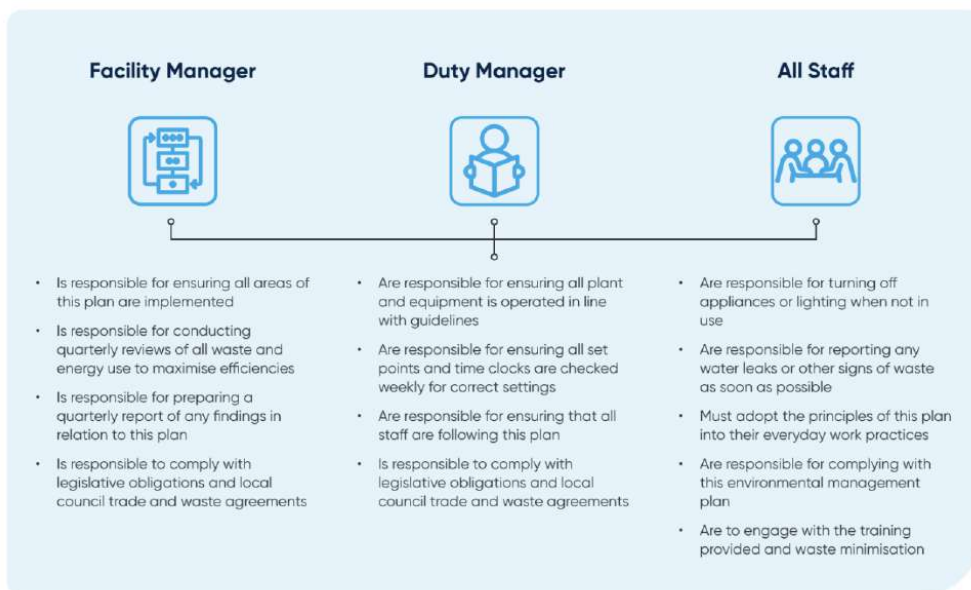 Facility Manager
Duty Manager
All Staff
• Is responsible for ensuring all areas of
this plan are implemented
• Is responsible for conducting
quarterly reviews of all waste and
energy use to maximise efficiencies
• Is responsible for preparing a
quarterly report of any findings in
relation to this plan
• Is responsible to comply with
legislative obligations and local
council trade and waste agreements
• Are responsible for ensuring all plant
and equipment is operated in line
with guidelines
• Are responsible for ensuring all set
points and time clocks are checked
weekly for correct settings
• Are responsible for ensuring that all
staff are following this plan
• Is responsible to comply with
legislative obligations and local
council trade and waste agreements
• Are responsible for turning off
appliances or lighting when not in
use
• Are responsible for reporting any
water leaks or other signs of waste
as soon as possible
• Must adopt the principles of this plan
into their everyday work practices
• Are responsible for complying with
this environmental management
plan
• Are to engage with the training
provided and waste minimisation